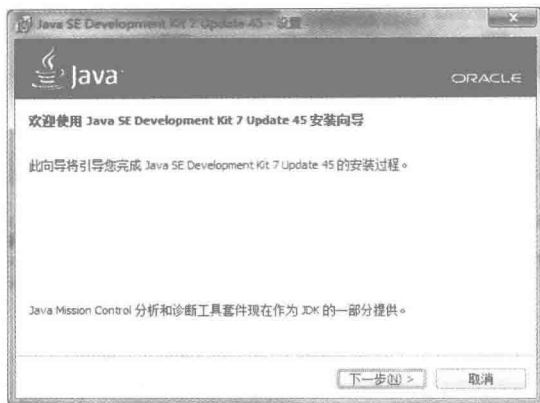 Java SE Development Kit 7 Update 45 - 设置
Java
ORACLE
欢迎使用 Java SE Development Kit 7 Update 45 安装向导
此向导将引导您完成 Java SE Development Kit 7 Update 45 的安装过程。
Java Mission Control 分析和诊断工具套件现在作为 JDK 的一部分提供。
下一步(N) >
取消